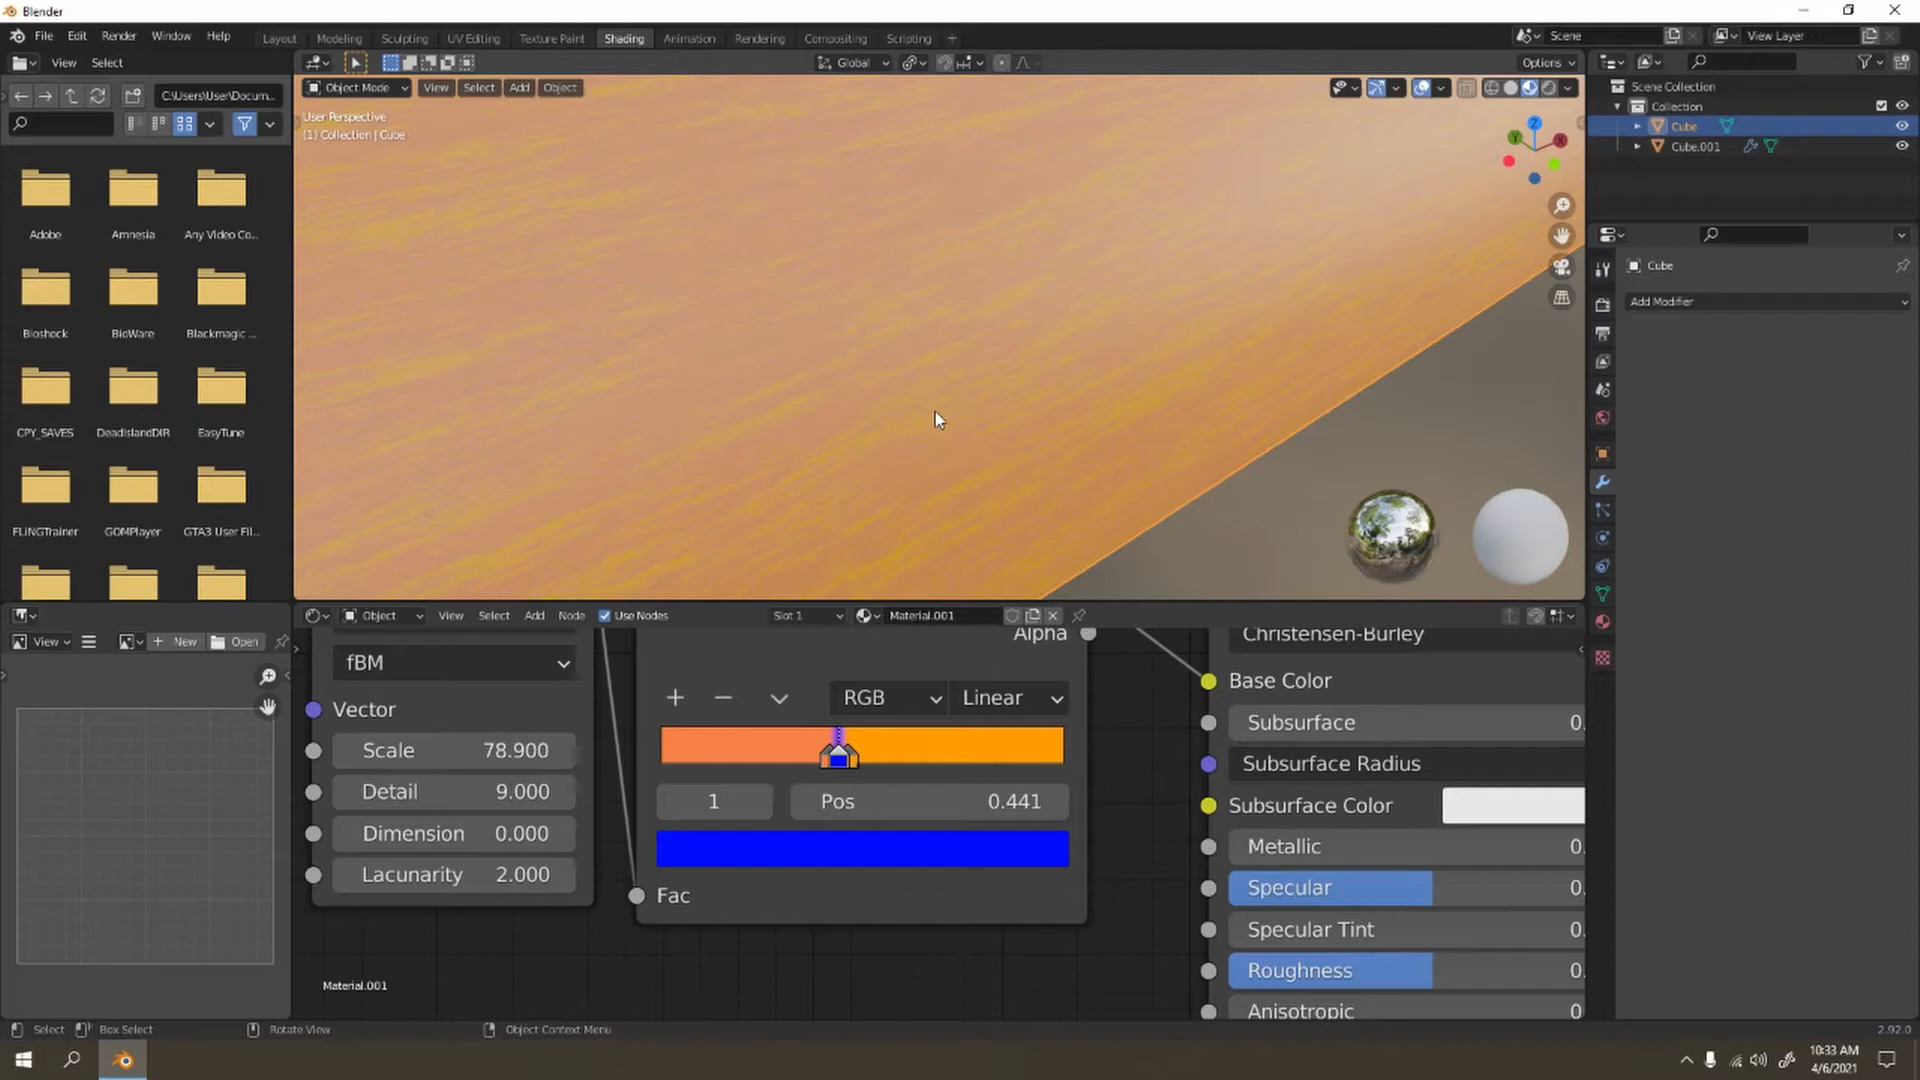 Blender
File Edit Render Window Help
Layout Modeling Sculpting UV Editing Texture Paint Shading Animation Rendering Compositing Scripting +
Scene
View Layer
View Select
Global
Options
C:\Users\User\Docum...
Object Mode View Select Add Object
User Perspective
(1) Collection | Cube
Z
Y
X
Scene Collection
Collection
Cube
Cube.001
Cube
Add Modifier
Adobe
Amnesia
Any Video Co...
Bioshock
BioWare
Blackmagic ...
CPY_SAVES
DeadIslandDIR
EasyTune
FLiNGTrainer
GOMPlayer
GTA3 User Fil...
View
New
Open
Object View Select Add Node Use Nodes Slot 1 Material.001
fBM
Vector
Scale 78.900
Detail 9.000
Dimension 0.000
Lacunarity 2.000
Alpha
RGB
Linear
1
Pos 0.441
Fac
Christensen-Burley
Base Color
Subsurface 0.
Subsurface Radius
Subsurface Color
Metallic 0.
Specular 0.
Specular Tint 0.
Roughness 0.
Anisotropic 0.
Material.001
Select Box Select Rotate View Object Context Menu
2.92.0
10:33 AM
4/6/2021